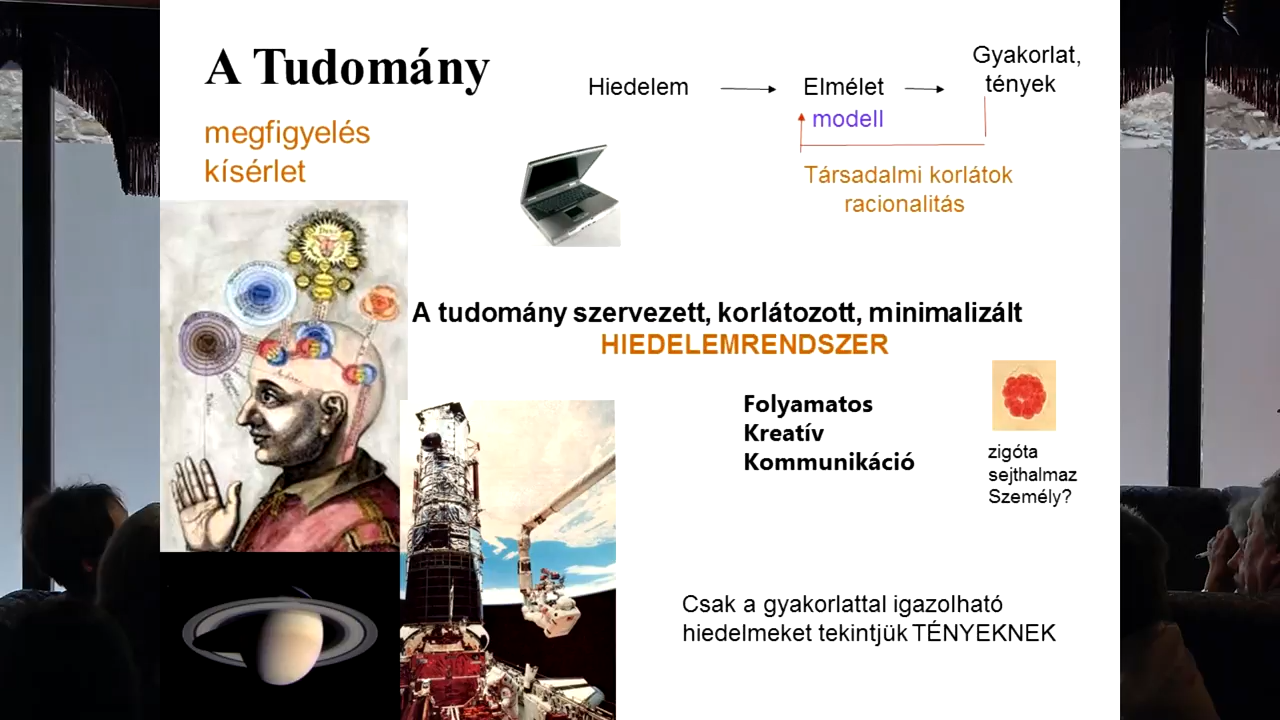 A Tudomány
megfigyelés
kísérlet
Hiedelem
Elmélet
modell
Gyakorlat,
tények
Társadalmi korlátok
racionalitás
A tudomány szervezett, korlátozott, minimalizált
HIEDELEMRENDSZER
Folyamatos
Kreatív
Kommunikáció
zigóta
sejthalmaz
Személy?
Csak a gyakorlattal igazolható
hiedelmeket tekintjük TÉNYEKNEK